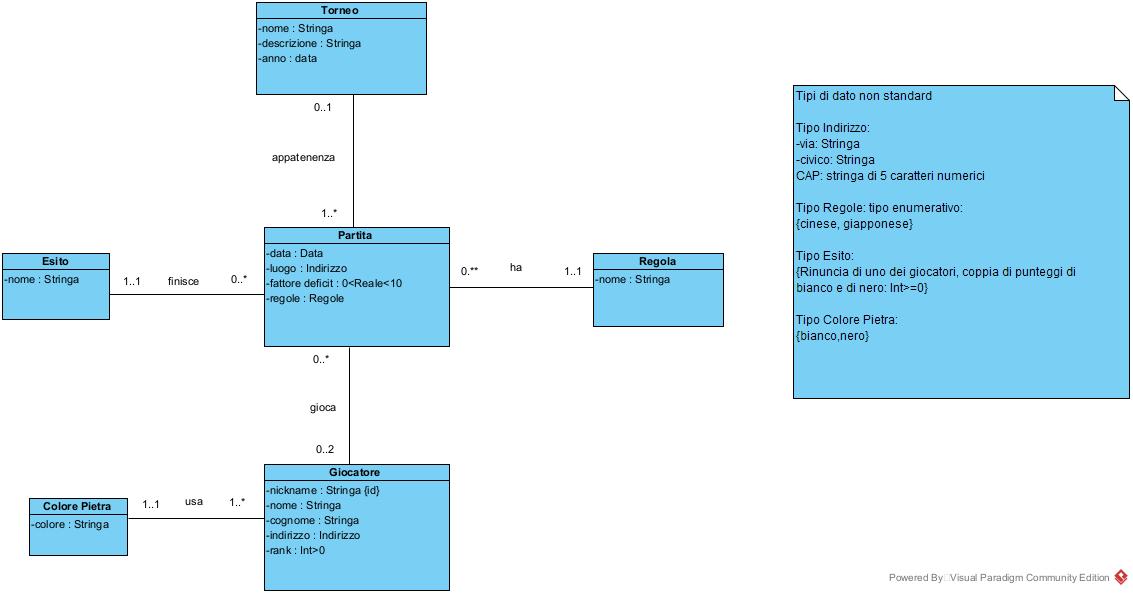 Torneo
-nome : Stringa
-descrizione : Stringa
-anno : data
0..1
appatenenza
1..*
Partita
-data : Data
-luogo : Indirizzo
-fattore deficit : 0<Reale<10
-regole : Regole
Esito
-nome : Stringa
1..1
finisce
0..*
0..**
ha
1..1
Regola
-nome : Stringa
0..*
gioca
0..2
Giocatore
-nickname : Stringa {id}
-nome : Stringa
-cognome : Stringa
-indirizzo : Indirizzo
-rank : Int>0
Colore Pietra
-colore : Stringa
1..1
usa
1..*
Tipi di dato non standard
Tipo Indirizzo:
-via: Stringa
-civico: Stringa
CAP: stringa di 5 caratteri numerici
Tipo Regole: tipo enumerativo:
{cinese, giapponese}
Tipo Esito:
{Rinuncia di uno dei giocatori, coppia di punteggi di
bianco e di nero: Int>=0}
Tipo Colore Pietra:
{bianco,nero}
Powered By Visual Paradigm Community Edition